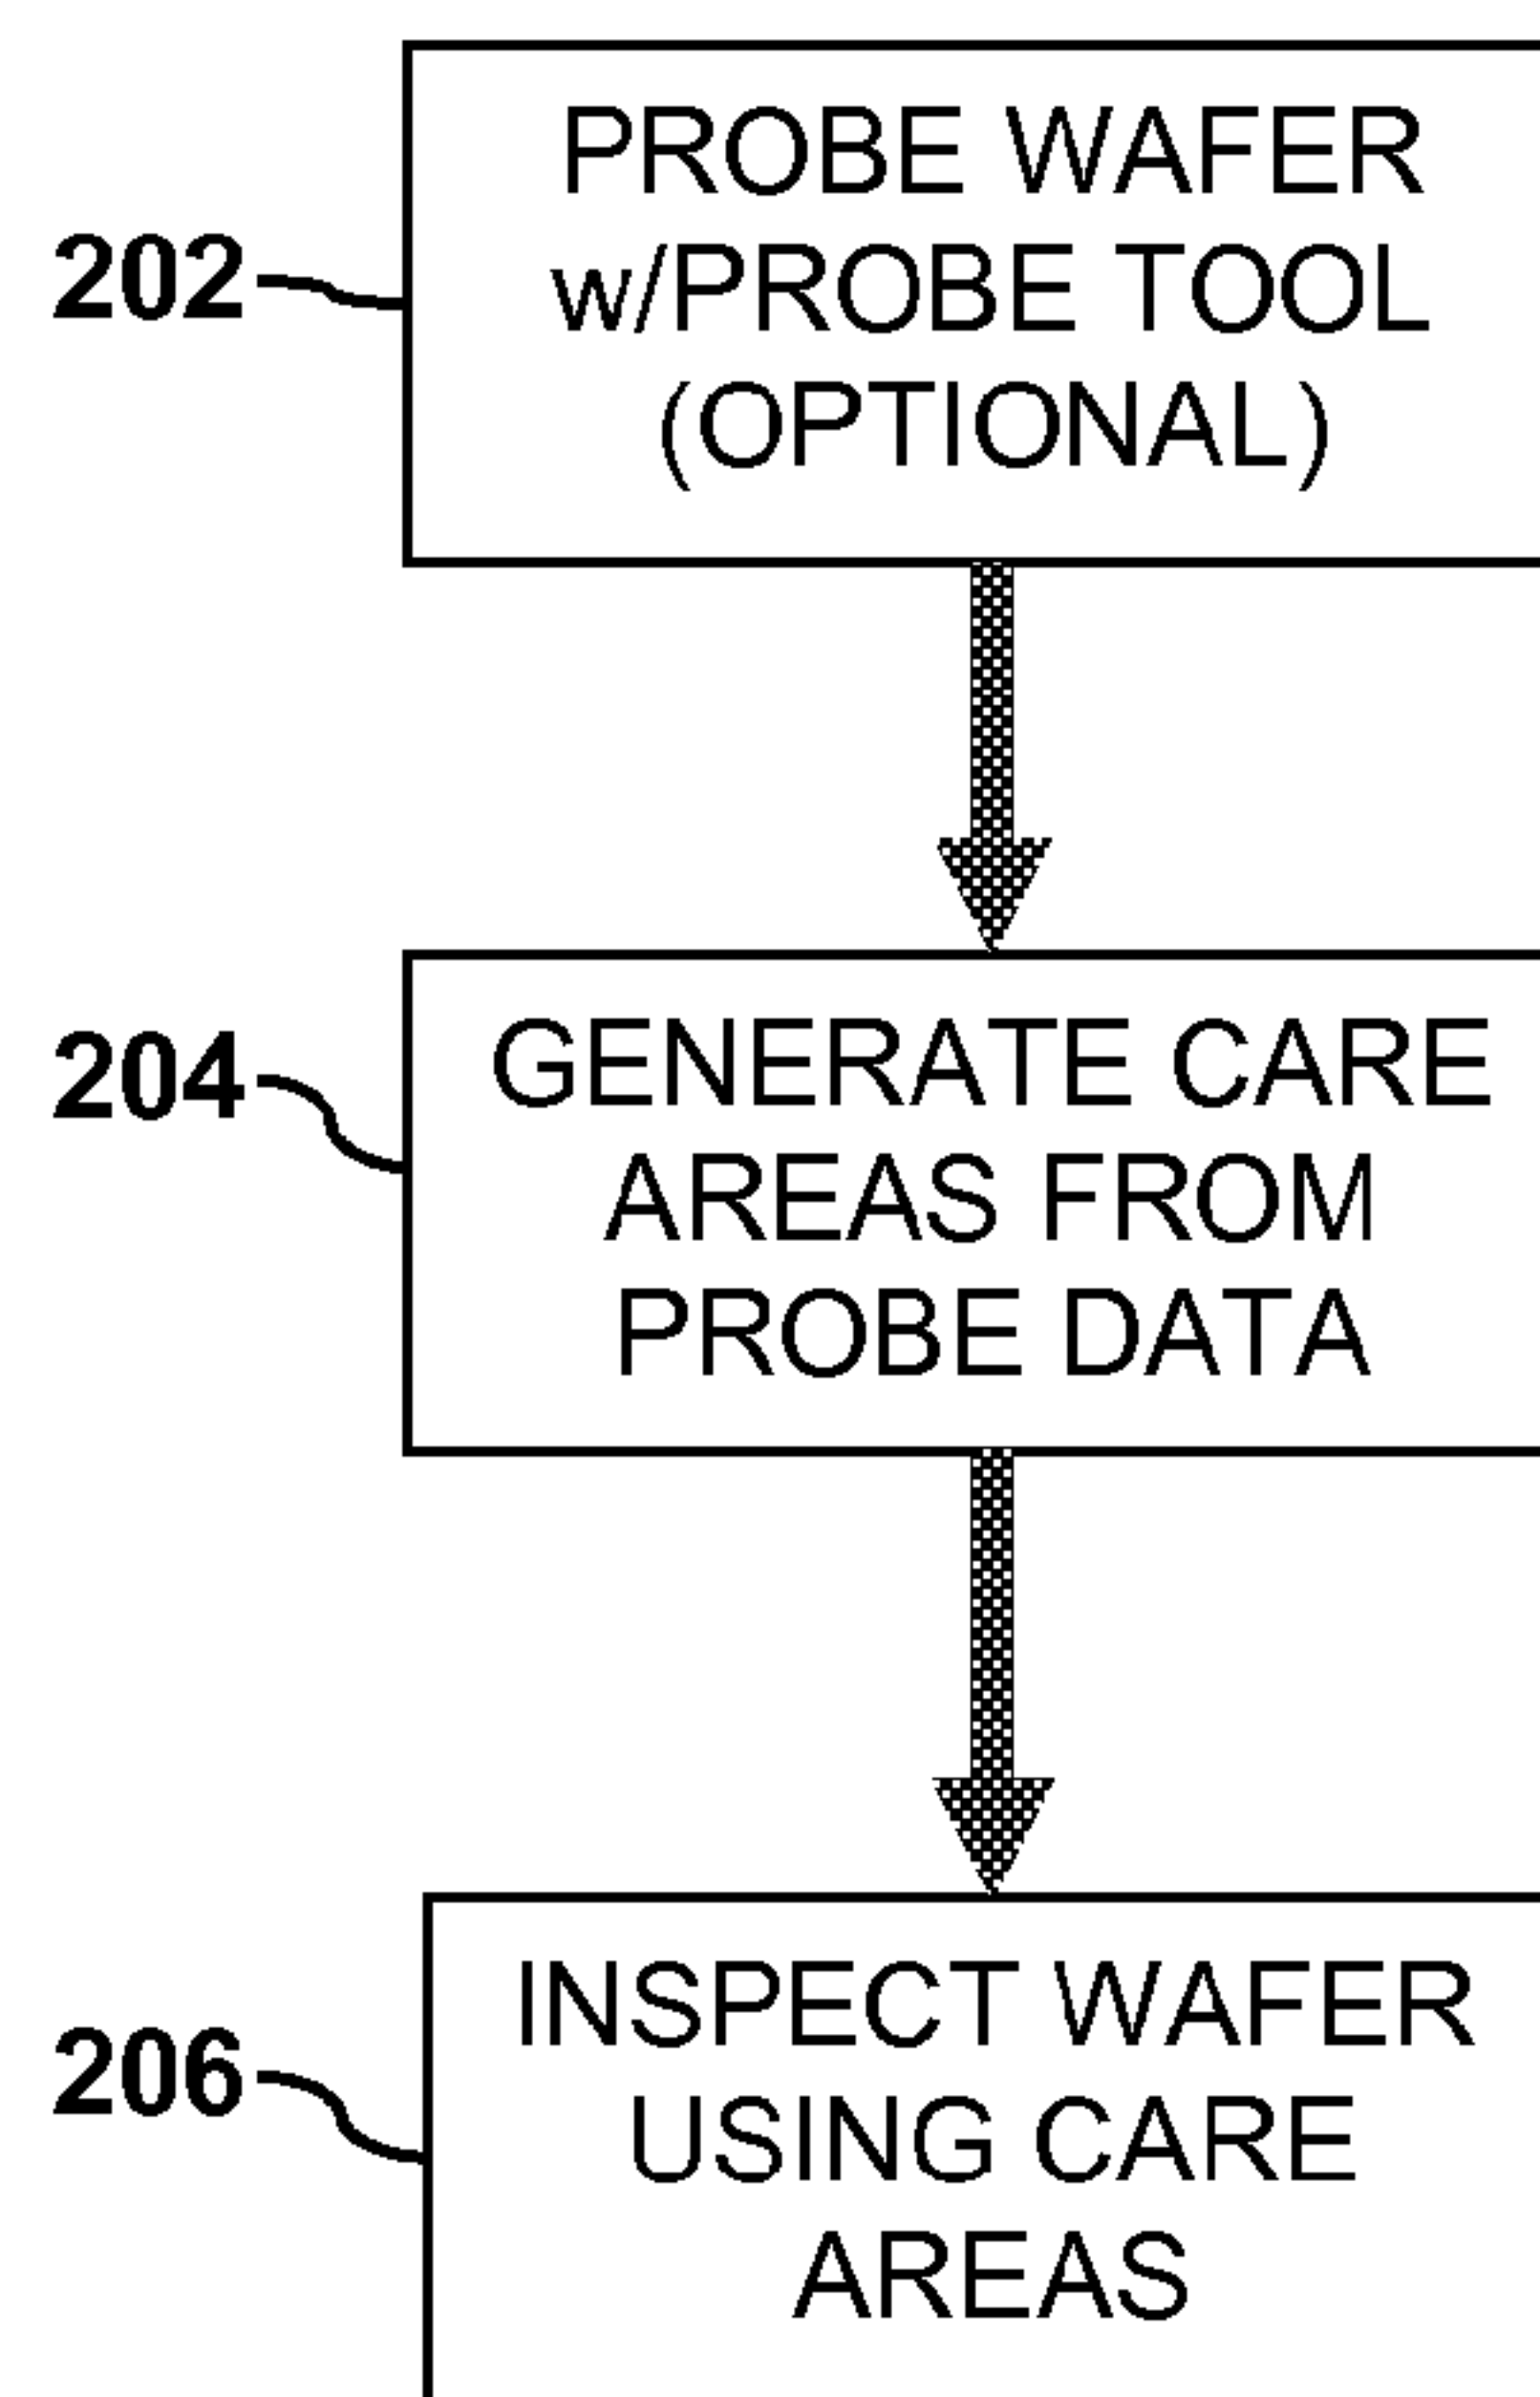 PROBE WAFER
202
w/PROBE TOOL
(OPTIONAL)
204
GENERATE CARE
AREAS FROM
PROBE DATA
206
INSPECT WAFER
USING CARE
AREAS